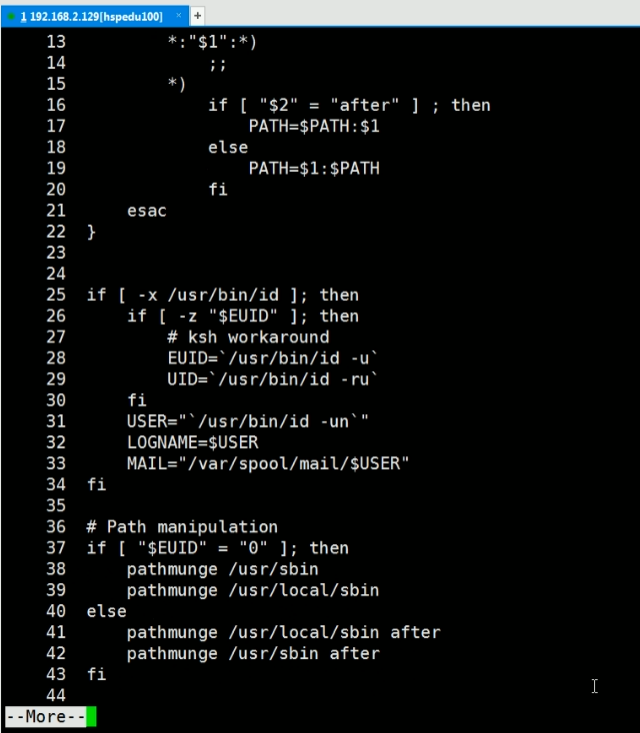 1 192.168.2.129[hspedu100] × +
13          *:"$1":*)
14              ;;
15          *)
16              if [ "$2" = "after" ] ; then
17                  PATH=$PATH:$1
18              else
19                  PATH=$1:$PATH
20              fi
21      esac
22  }
23
24
25  if [ -x /usr/bin/id ]; then
26      if [ -z "$EUID" ]; then
27          # ksh workaround
28          EUID=`/usr/bin/id -u`
29          UID=`/usr/bin/id -ru`
30      fi
31      USER="`/usr/bin/id -un`"
32      LOGNAME=$USER
33      MAIL="/var/spool/mail/$USER"
34  fi
35
36  # Path manipulation
37  if [ "$EUID" = "0" ]; then
38      pathmunge /usr/sbin
39      pathmunge /usr/local/sbin
40  else
41      pathmunge /usr/local/sbin after
42      pathmunge /usr/sbin after
43  fi
44
--More--